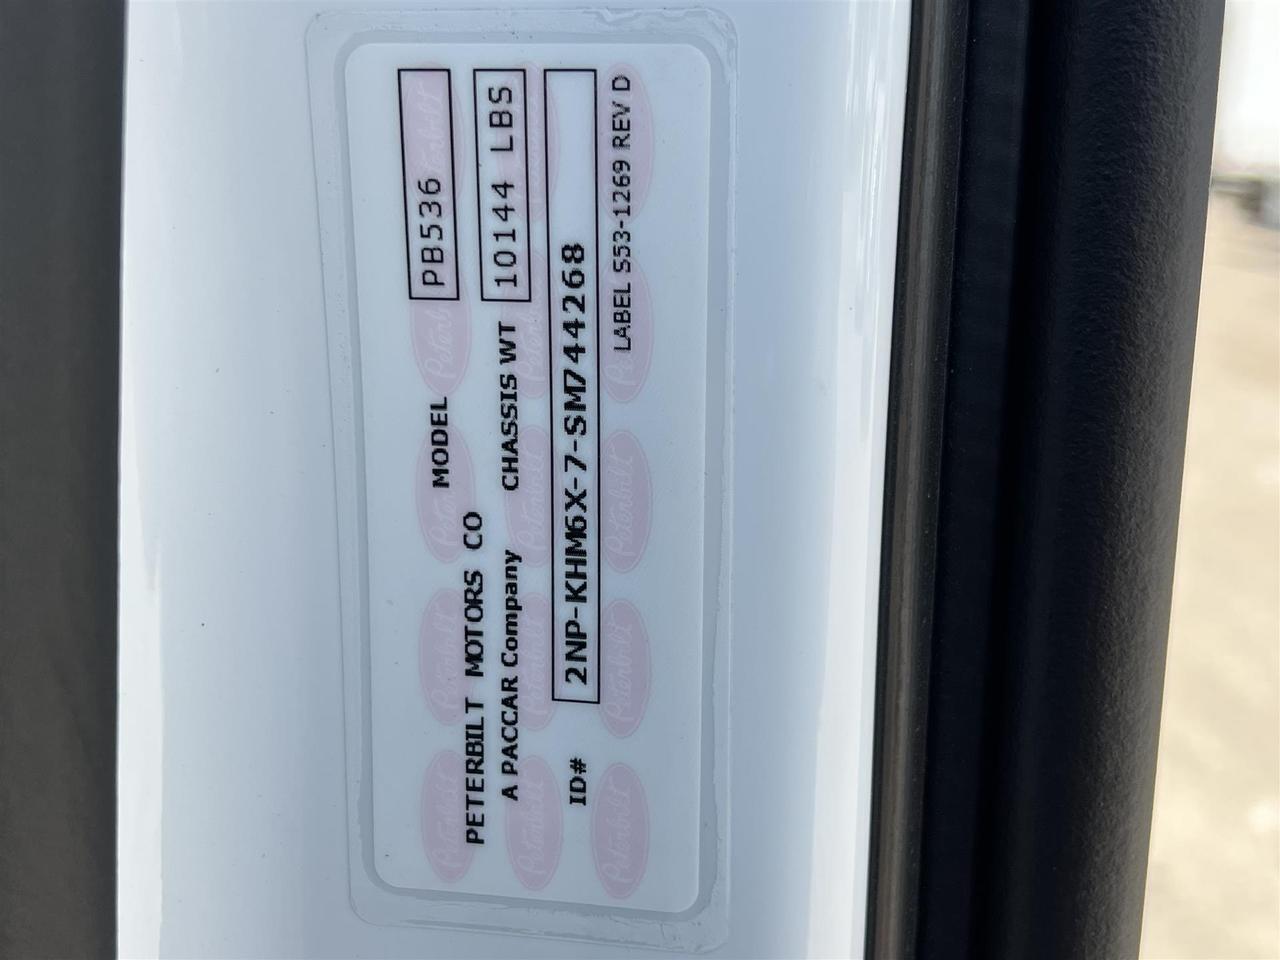 MODEL PB536
PETERBILT MOTORS CO
A PACCAR Company CHASSIS WT 10144 LBS
ID# 2NP-KHM6X-7-SM744268
LABEL S53-1269 REV D
Peterbilt